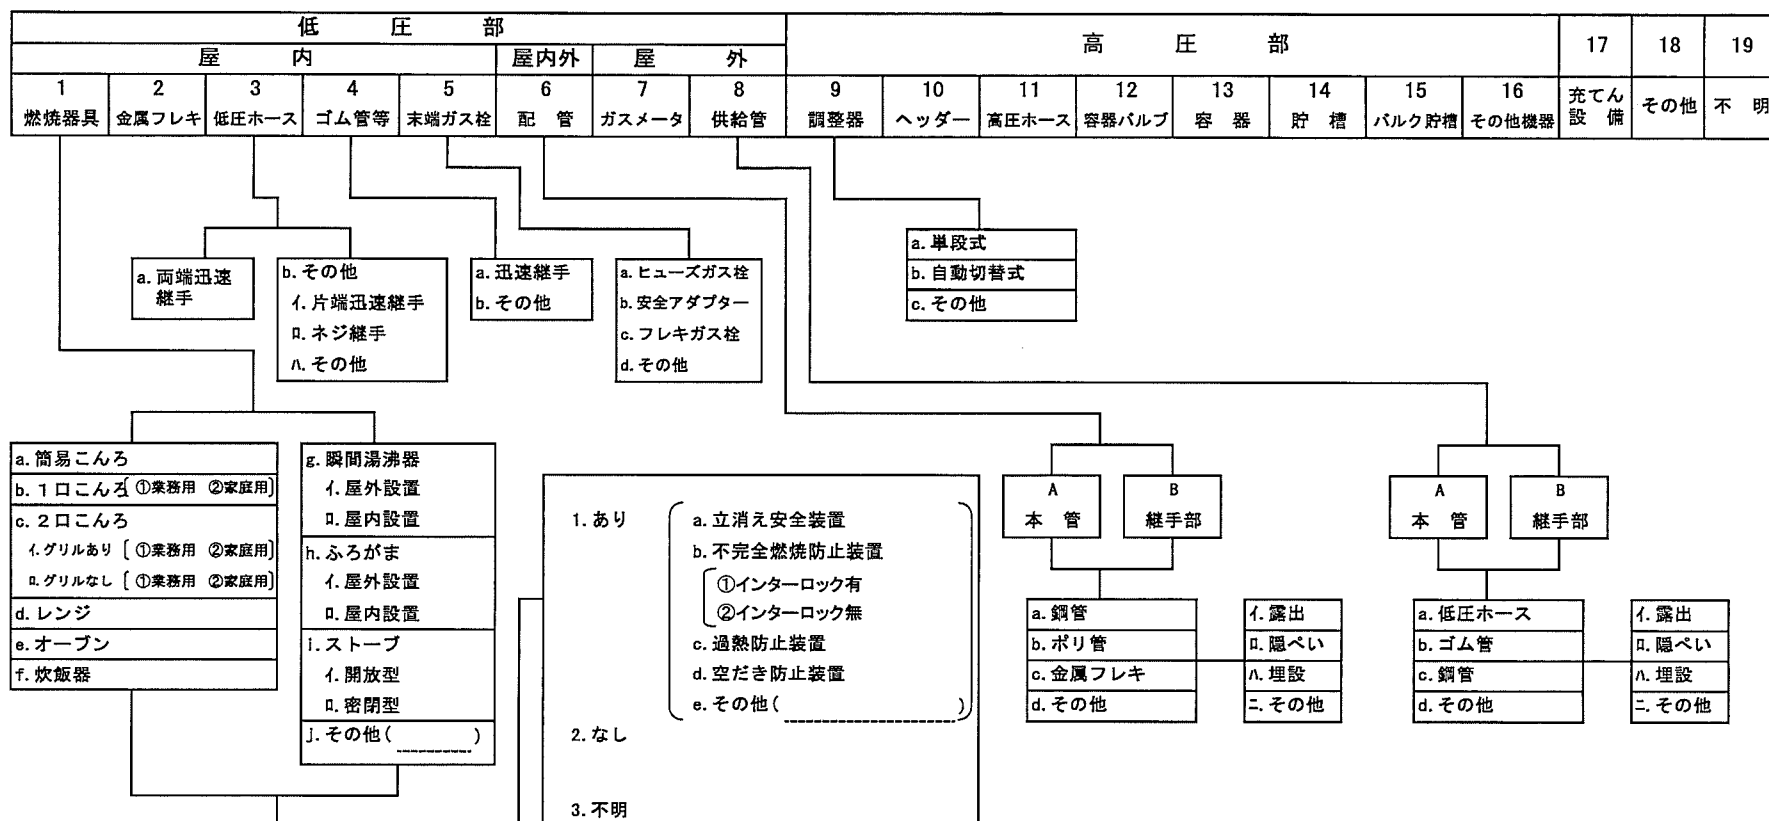 低圧部
高圧部
17
18
19
屋内
屋内外
屋外
1
2
3
4
5
6
7
8
9
10
11
12
13
14
15
16
充てん設備
その他
不明
燃焼器具
金属フレキ
低圧ホース
ゴム管等
末端ガス栓
配管
ガスメータ
供給管
調整器
ヘッダー
高圧ホース
容器バルブ
容器
貯槽
バルク貯槽
その他機器
a.両端迅速
継手
b.その他
ｲ.片端迅速継手
ﾛ.ネジ継手
ﾊ.その他
a.迅速継手
b.その他
a.ヒューズガス栓
b.安全アダプター
c.フレキガス栓
d.その他
a.単段式
b.自動切替式
c.その他
a.簡易こんろ
b.１口こんろ[①業務用 ②家庭用]
c.２口こんろ
ｲ.グリルあり [①業務用 ②家庭用]
ﾛ.グリルなし [①業務用 ②家庭用]
d.レンジ
e.オーブン
f.炊飯器
g.瞬間湯沸器
ｲ.屋外設置
ﾛ.屋内設置
h.ふろがま
ｲ.屋外設置
ﾛ.屋内設置
i.ストーブ
ｲ.開放型
ﾛ.密閉型
j.その他( )
1.あり
a.立消え安全装置
b.不完全燃焼防止装置
①インターロック有
②インターロック無
c.過熱防止装置
d.空だき防止装置
e.その他( )
2.なし
3.不明
A
本管
B
継手部
a.鋼管
b.ポリ管
c.金属フレキ
d.その他
ｲ.露出
ﾛ.隠ぺい
ﾊ.埋設
ﾆ.その他
A
本管
B
継手部
a.低圧ホース
b.ゴム管
c.鋼管
d.その他
ｲ.露出
ﾛ.隠ぺい
ﾊ.埋設
ﾆ.その他